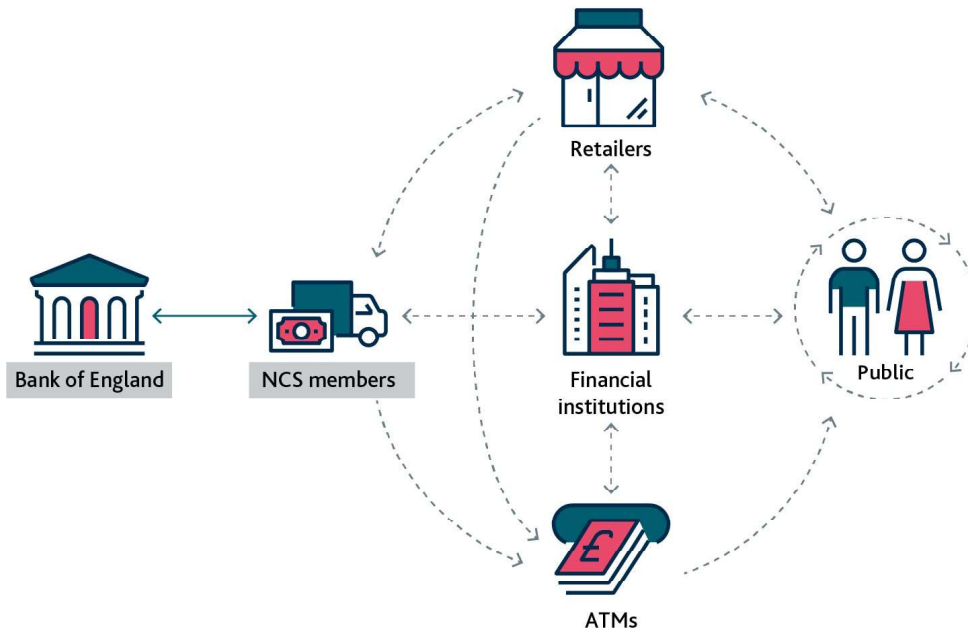 Retailers
Bank of England
NCS members
Financial
institutions
Public
£
ATMs